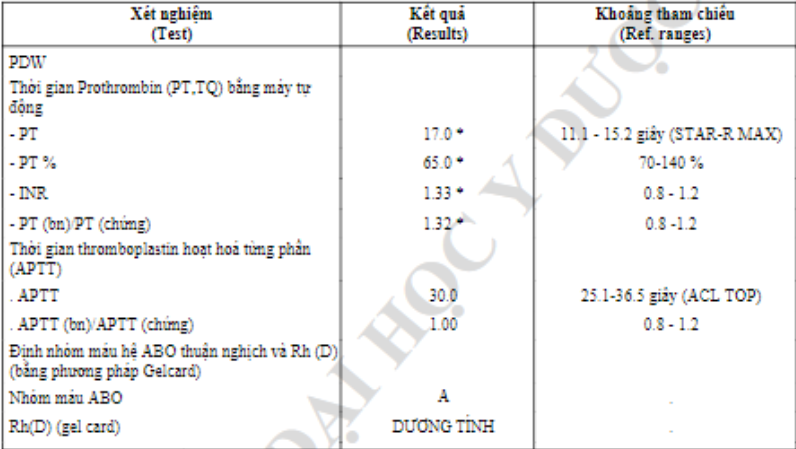 Xét nghiệm Kết quả Khoảng tham chiếu
(Test) (Results) (Ref. ranges)
PDW
Thời gian Prothrombin (PT,TQ) bằng máy tự
động
- PT 17.0 * 11.1 - 15.2 giây (STAR-R MAX)
- PT % 65.0 * 70-140 %
- INR 1.33 * 0.8 - 1.2
- PT (bn)/PT (chứng) 1.32 * 0.8 -1.2
Thời gian thromboplastin hoạt hoá từng phần
(APTT)
. APTT 30.0 25.1-36.5 giây (ACL TOP)
. APTT (bn)/APTT (chứng) 1.00 0.8 - 1.2
Định nhóm máu hệ ABO thuận nghịch và Rh (D)
(bằng phương pháp Gelcard)
Nhóm máu ABO A .
Rh(D) (gel card) DƯƠNG TÍNH .
ĐẠI HỌC Y DƯỢC